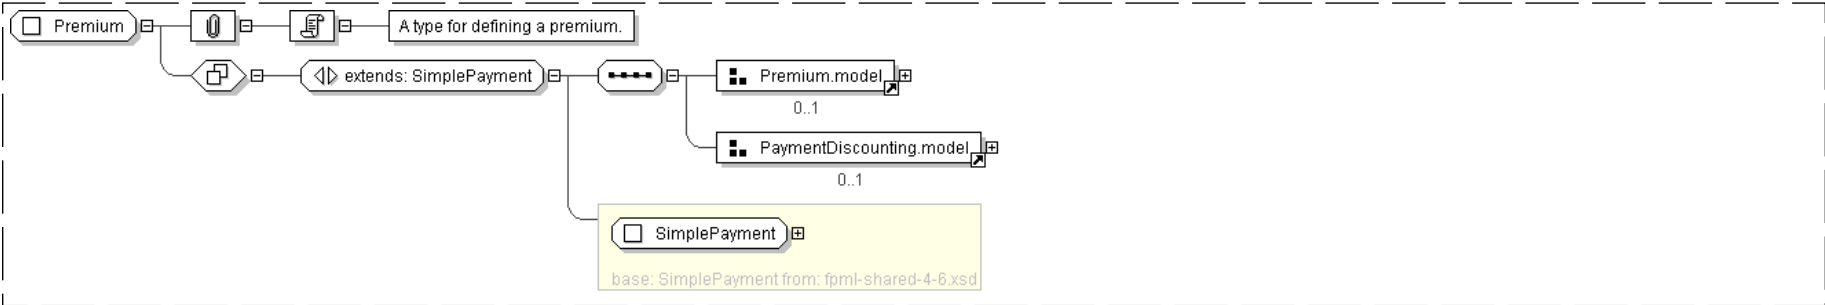 Premium
A type for defining a premium.
extends: SimplePayment
Premium.model
0..1
PaymentDiscounting.model
0..1
SimplePayment
base: SimplePayment from: fpml-shared-4-6.xsd